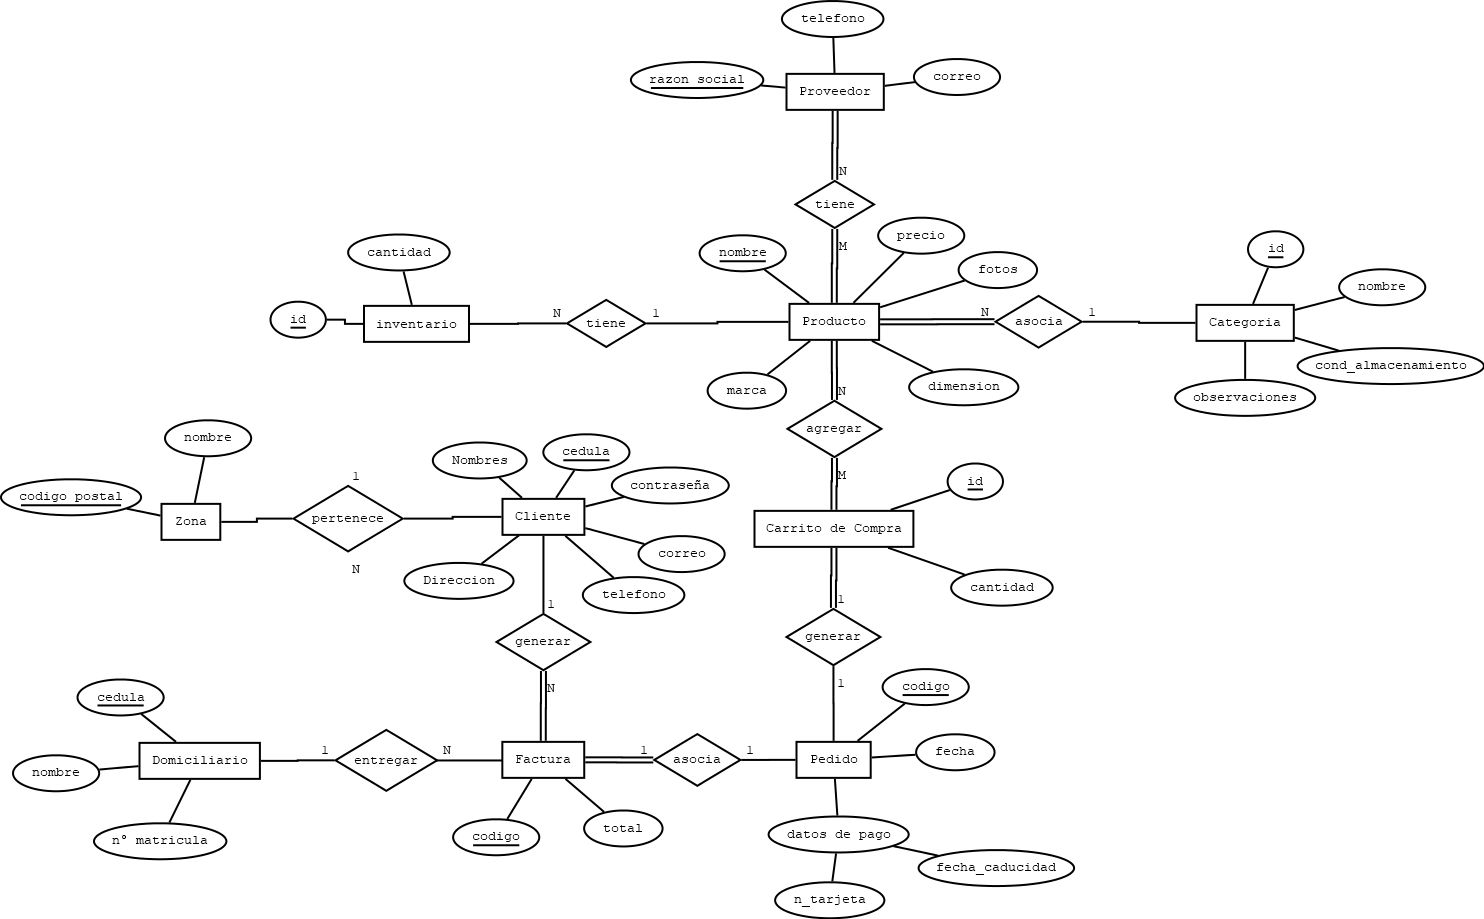 telefono
razon social
correo
Proveedor
N
tiene
M
nombre
precio
fotos
id
nombre
cantidad
id
inventario
N
tiene
1
Producto
N
asocia
1
Categoria
cond_almacenamiento
marca
dimension
observaciones
N
agregar
M
nombre
codigo postal
Zona
1
pertenece
N
Nombres
cedula
contraseña
Cliente
correo
Direccion
telefono
id
Carrito de Compra
cantidad
1
generar
N
1
generar
1
cedula
nombre
Domiciliario
n° matricula
1
entregar
N
Factura
1
asocia
1
Pedido
codigo
fecha
codigo
total
datos de pago
fecha_caducidad
n_tarjeta